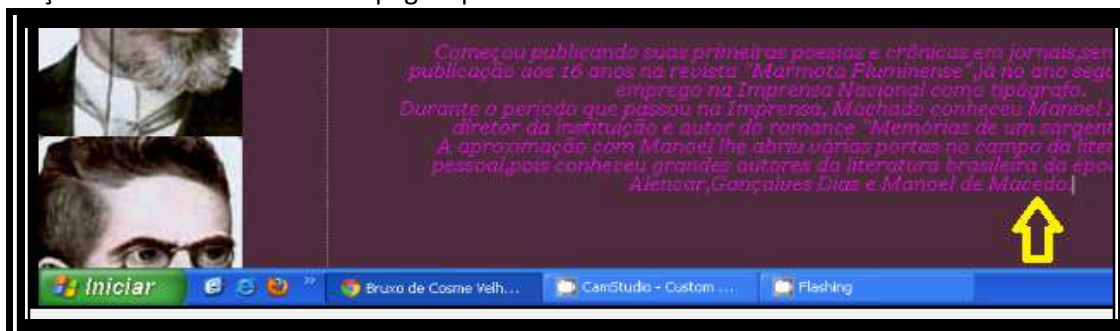 Começou publicando suas primeiras poesias e crônicas em jornais,sen
publicação aos 16 anos na revista "Marmota Fluminense",já no ano segu
emprego na Imprensa Nacional como tipógrafo.
Durante o período que passou na Imprensa, Machado conheceu Manoel
diretor da instituição e autor do romance "Memórias de um sargent
A aproximação com Manoel lhe abriu várias portas no campo da liter
pessoal,pois conheceu grandes autores da literatura brasileira da époc
Alencar,Gonçalves Dias e Manoel de Macedo.
Iniciar
Bruxo de Cosme Velh...
CamStudio - Custom ...
Flashing